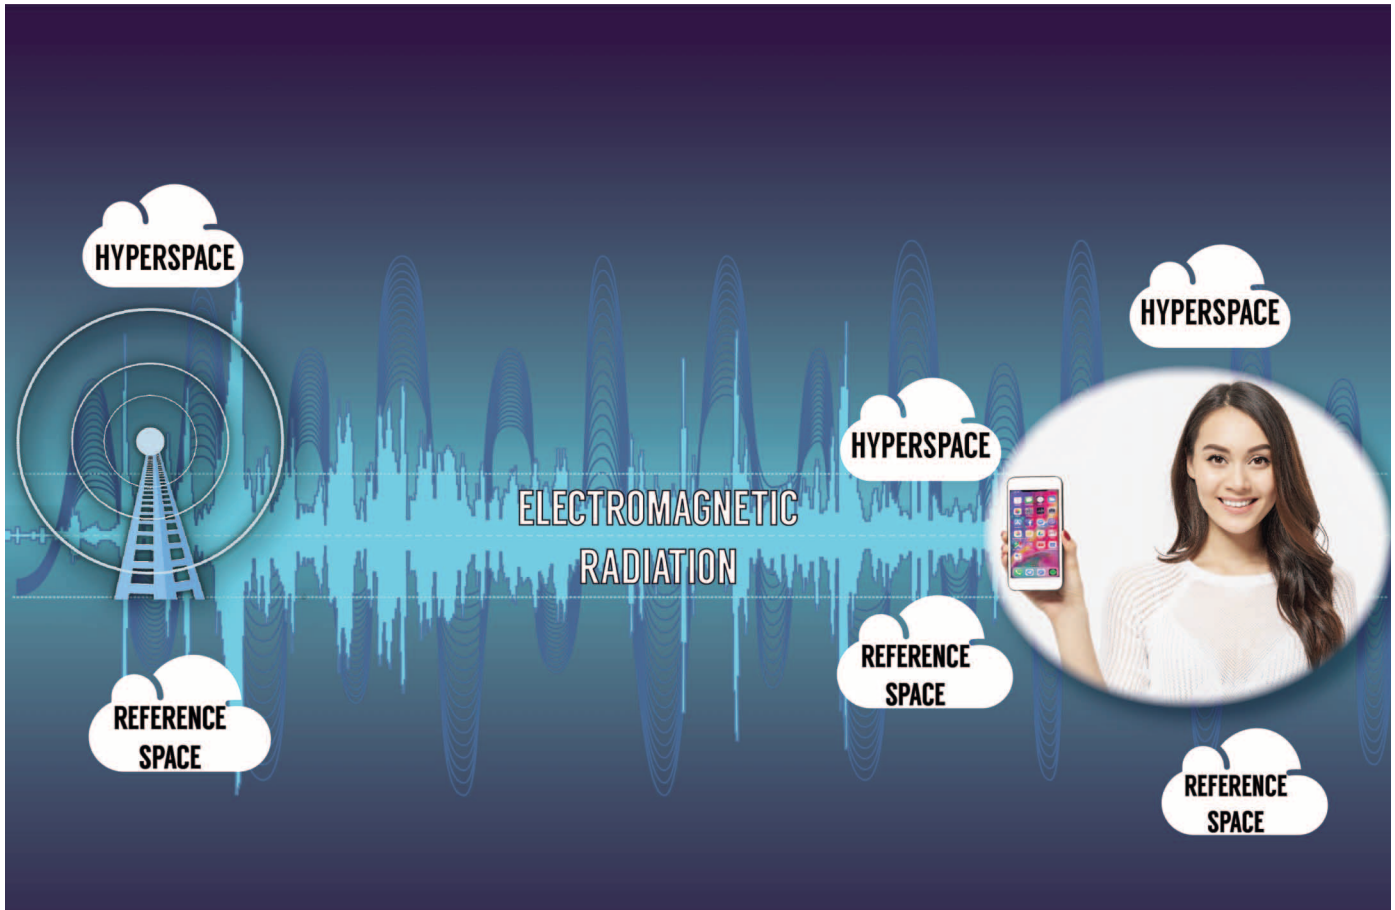 HYPERSPACE
HYPERSPACE
HYPERSPACE
ELECTROMAGNETIC
RADIATION
REFERENCE
SPACE
REFERENCE
SPACE
REFERENCE
SPACE